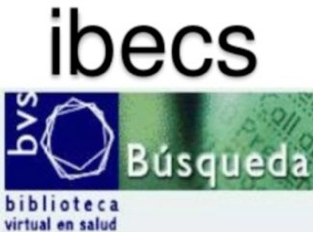 ibecs
bvs
Búsqueda
biblioteca
virtual en salud